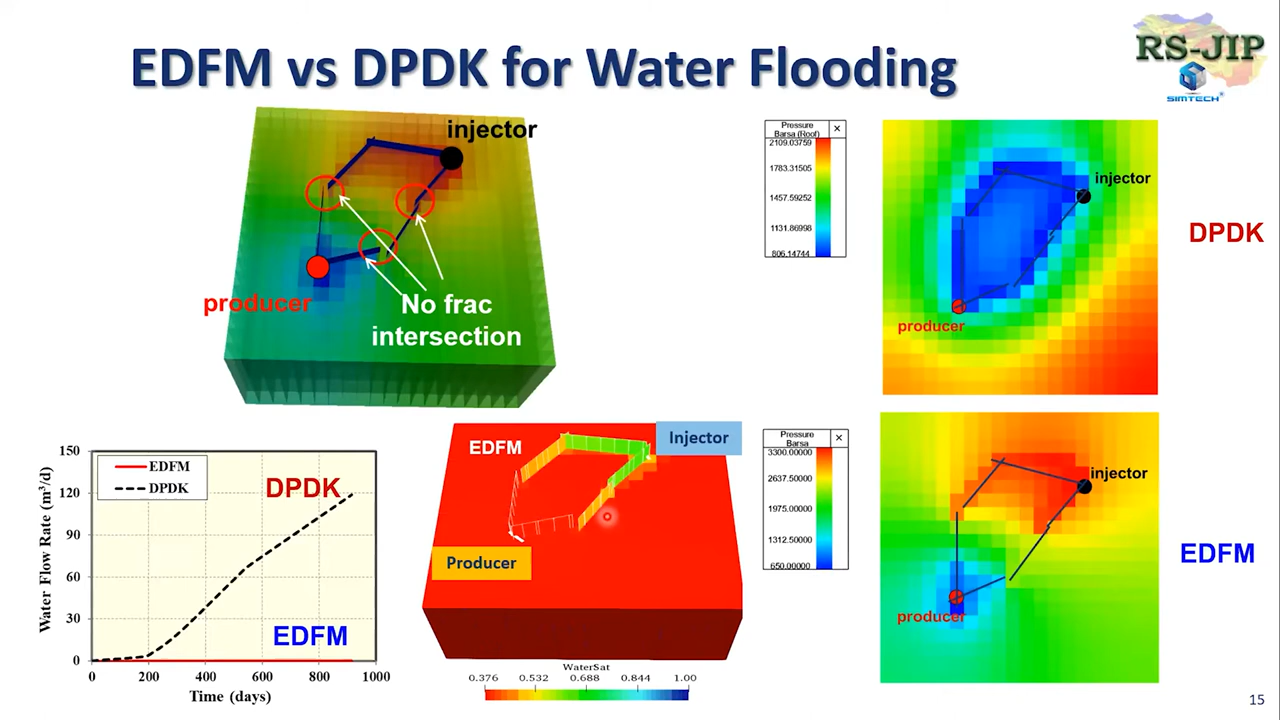 EDFM vs DPDK for Water Flooding
RS-JIP
SIMTECH
injector
producer
No frac
intersection
Pressure
Barsa (Roof)
2109.03759
1783.31505
1457.59252
1131.86998
806.14744
injector
producer
DPDK
150
120
90
60
30
0
0
200
400
600
800
1000
Water Flow Rate (m³/d)
Time (days)
EDFM
DPDK
DPDK
EDFM
EDFM
Injector
Producer
WaterSat
0.376 0.532 0.688 0.844 1.00
Pressure
Barsa
3300.00000
2637.50000
1975.00000
1312.50000
650.00000
injector
producer
EDFM
15